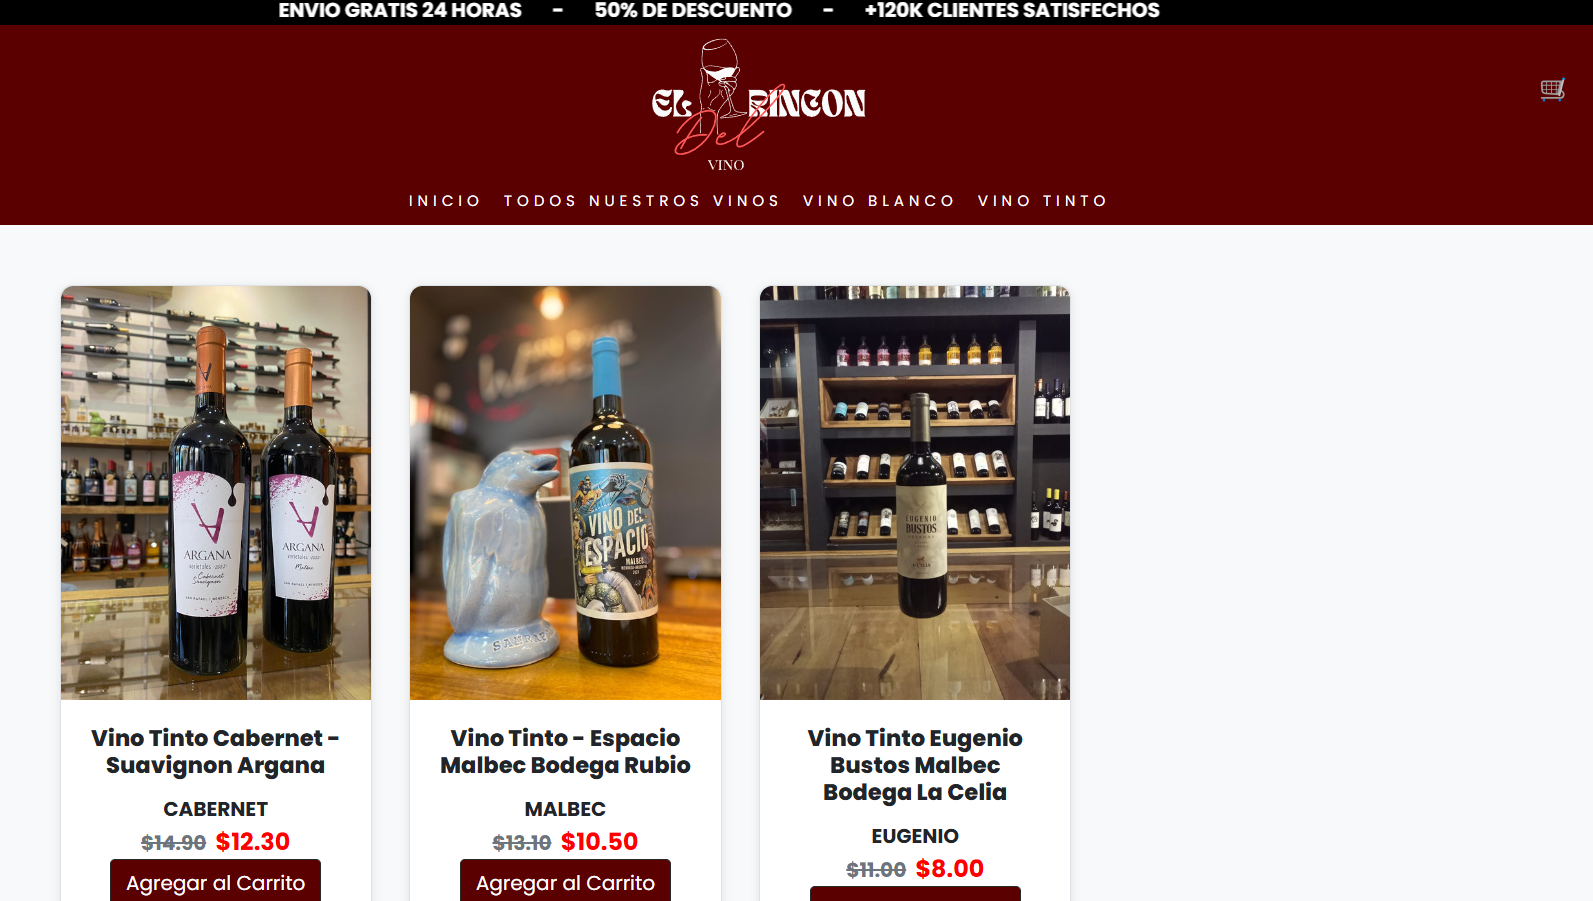 ENVIO GRATIS 24 HORAS - 50% DE DESCUENTO - +120K CLIENTES SATISFECHOS
EL RINCON
Del
VINO
INICIO TODOS NUESTROS VINOS VINO BLANCO VINO TINTO
ARGANA
Cabernet
Sauvignon
ARGANA
Malbec
VINO DEL
ESPACIO
MALBEC
EUGENIO
BUSTOS
Vino Tinto Cabernet -
Suavignon Argana
CABERNET
$14.90 $12.30
Agregar al Carrito
Vino Tinto - Espacio
Malbec Bodega Rubio
MALBEC
$13.10 $10.50
Agregar al Carrito
Vino Tinto Eugenio
Bustos Malbec
Bodega La Celia
EUGENIO
$11.00 $8.00